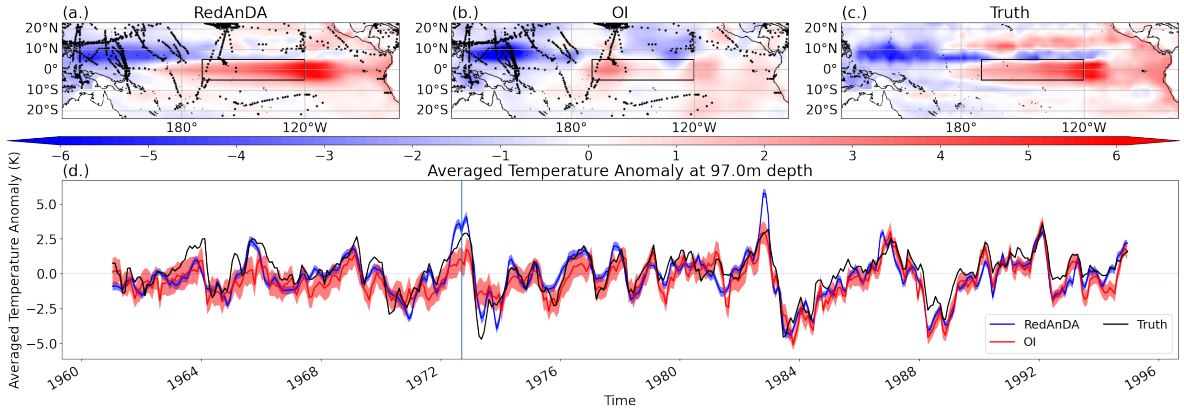 (a.) RedAnDA (b.) OI (c.) Truth
20°N 20°N 20°N
10°N 10°N 10°N
0° 0° 0°
10°S 10°S 10°S
20°S 20°S 20°S
180° 120°W 180° 120°W 180° 120°W
−6 −5 −4 −3 −2 −1 0 1 2 3 4 5 6
(d.) Averaged Temperature Anomaly at 97.0m depth
Averaged Temperature Anomaly (K)
5.0
2.5
0.0
−2.5
−5.0
RedAnDA Truth
OI
1960 1964 1968 1972 1976 1980 1984 1988 1992 1996
Time